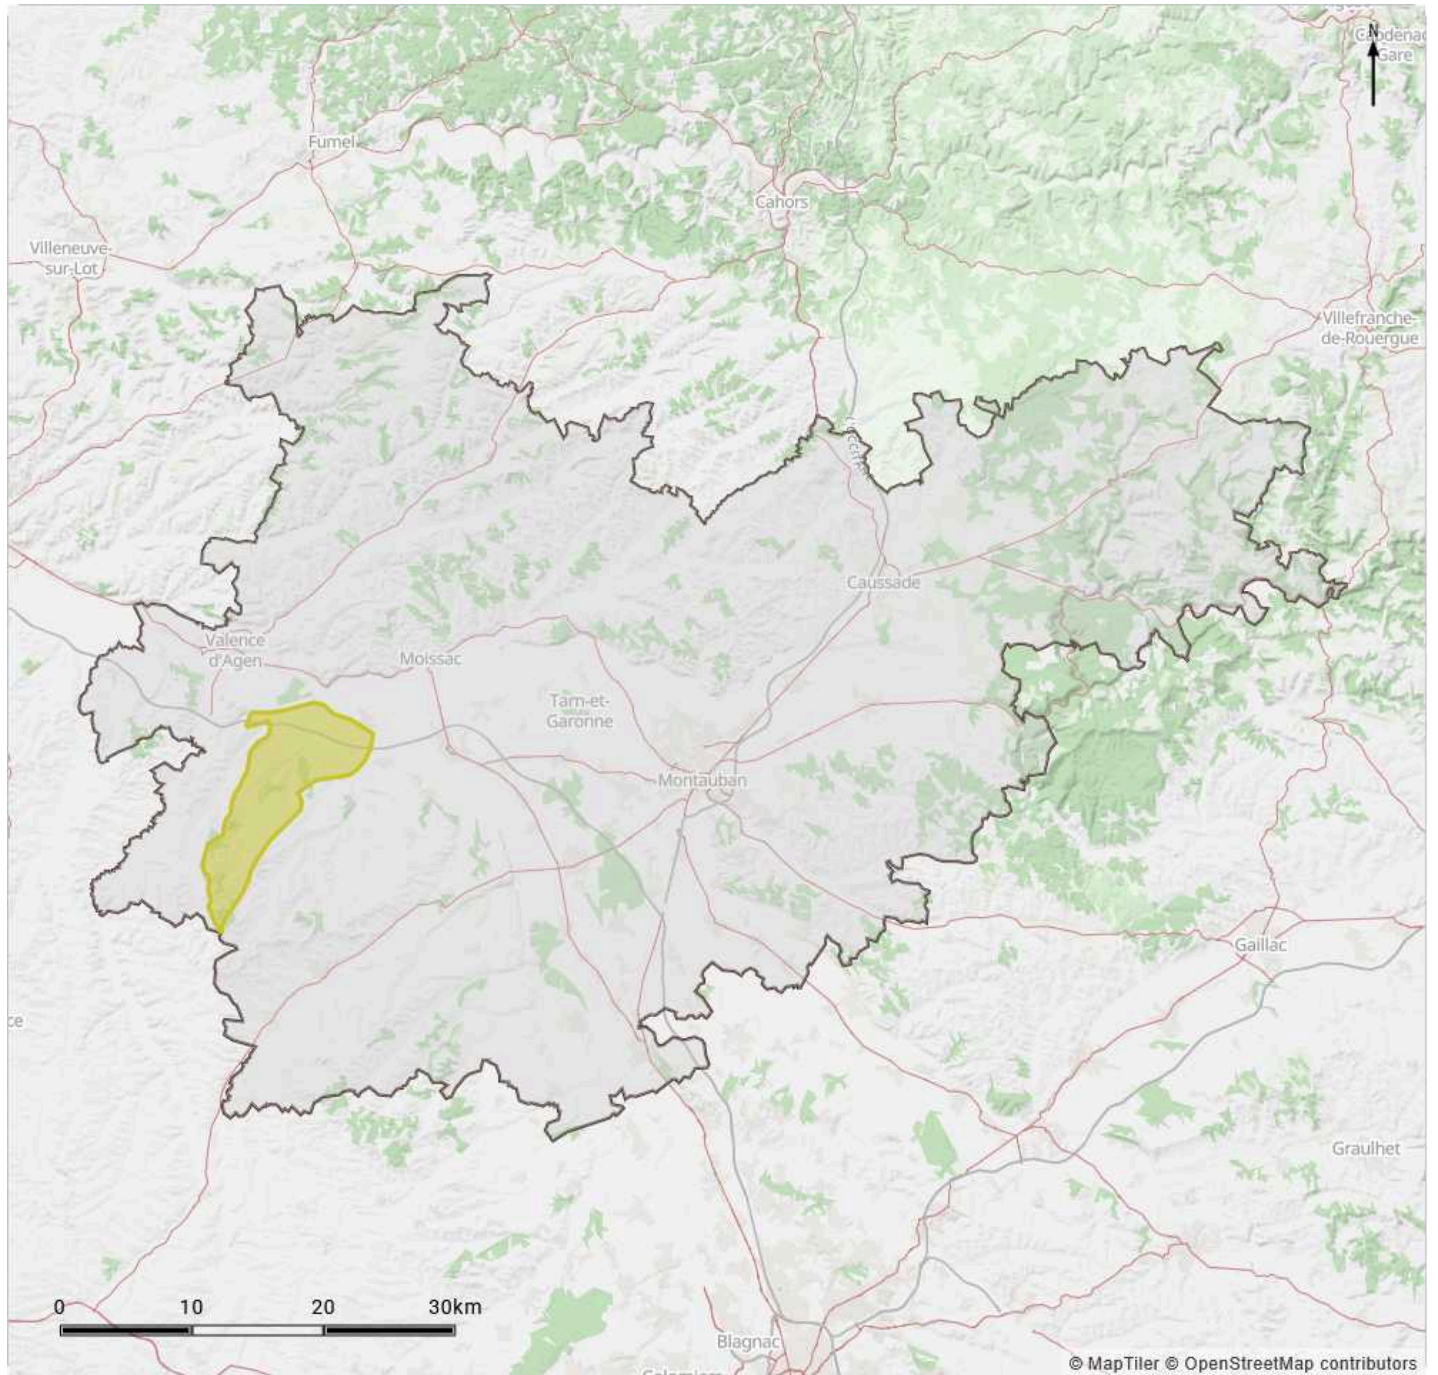 N
Gare
Fumel
Cahors
Villeneuve-
sur-Lot
Villefranche-
de-Rouergue
Caussade
Valence
d'Agen
Moissac
Tarn-et-
Garonne
Montauban
Gaillac
Graulhet
0 10 20 30km
Blagnac
© MapTiler © OpenStreetMap contributors